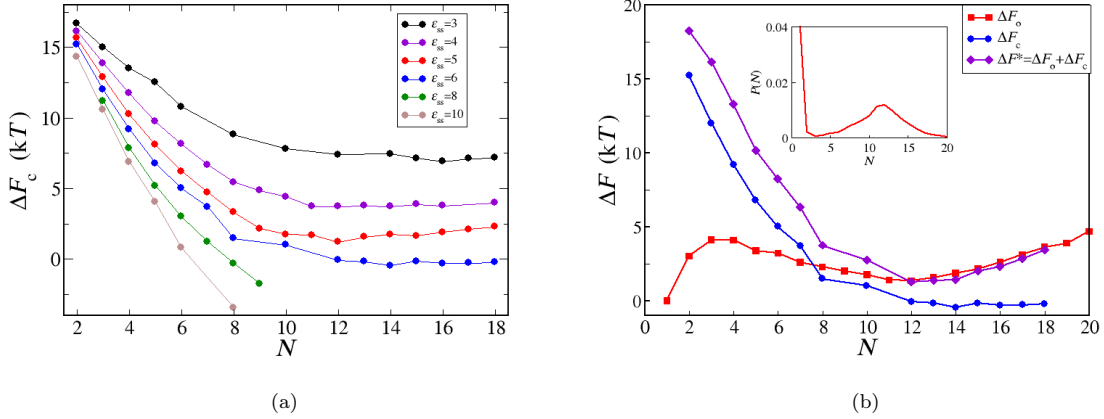 ΔF_c (kT)
15
10
5
0
2 4 6 8 10 12 14 16 18
N
ε_ss=3
ε_ss=4
ε_ss=5
ε_ss=6
ε_ss=8
ε_ss=10
(a)
ΔF (kT)
20
15
10
5
0
0 2 4 6 8 10 12 14 16 18 20
N
P(N)
0.04
0.02
0
0 5 10 15 20
N
ΔF_o
ΔF_c
ΔF*=ΔF_o+ΔF_c
(b)